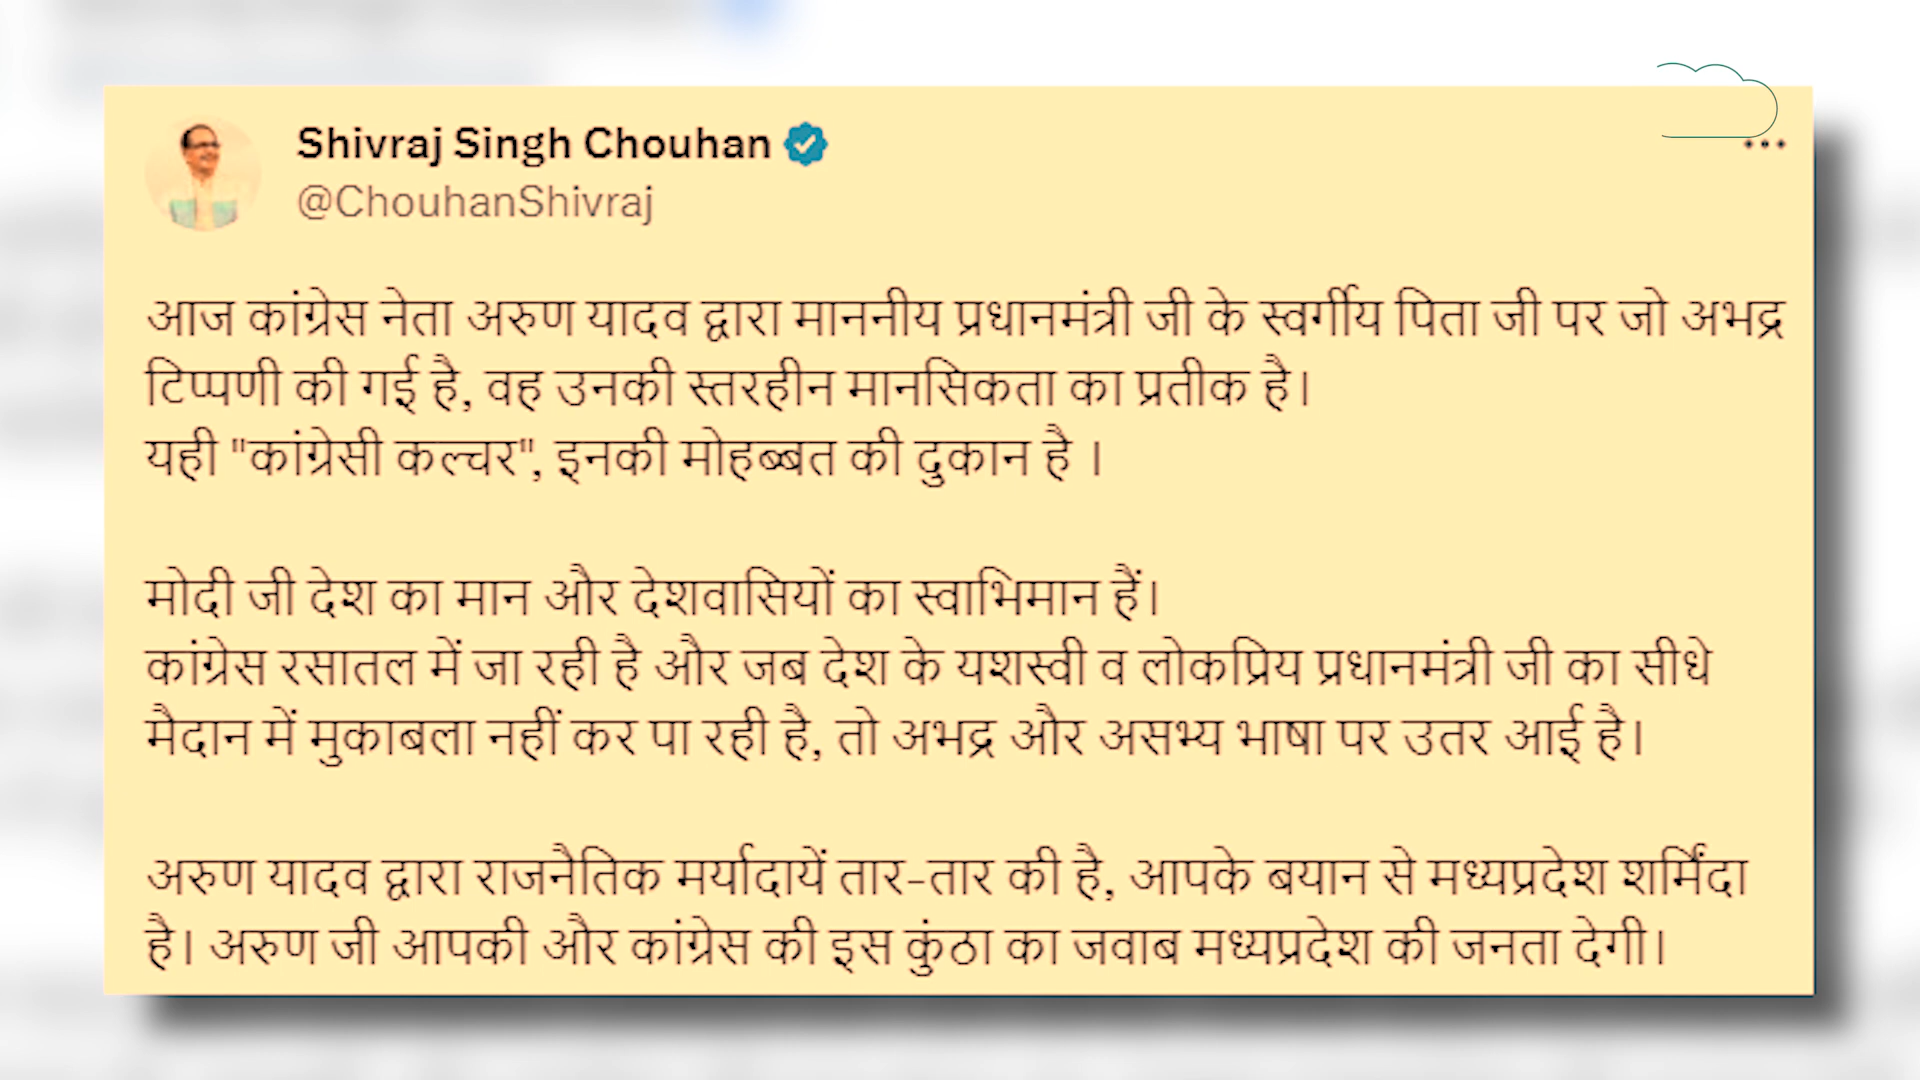 Shivraj Singh Chouhan
@ChouhanShivraj
आज कांग्रेस नेता अरुण यादव द्वारा माननीय प्रधानमंत्री जी के स्वर्गीय पिता जी पर जो अभद्र
टिप्पणी की गई है, वह उनकी स्तरहीन मानसिकता का प्रतीक है।
यही "कांग्रेसी कल्चर", इनकी मोहब्बत की दुकान है ।
मोदी जी देश का मान और देशवासियों का स्वाभिमान हैं।
कांग्रेस रसातल में जा रही है और जब देश के यशस्वी व लोकप्रिय प्रधानमंत्री जी का सीधे
मैदान में मुकाबला नहीं कर पा रही है, तो अभद्र और असभ्य भाषा पर उतर आई है।
अरुण यादव द्वारा राजनैतिक मर्यादायें तार-तार की है, आपके बयान से मध्यप्रदेश शर्मिंदा
है। अरुण जी आपकी और कांग्रेस की इस कुंठा का जवाब मध्यप्रदेश की जनता देगी।